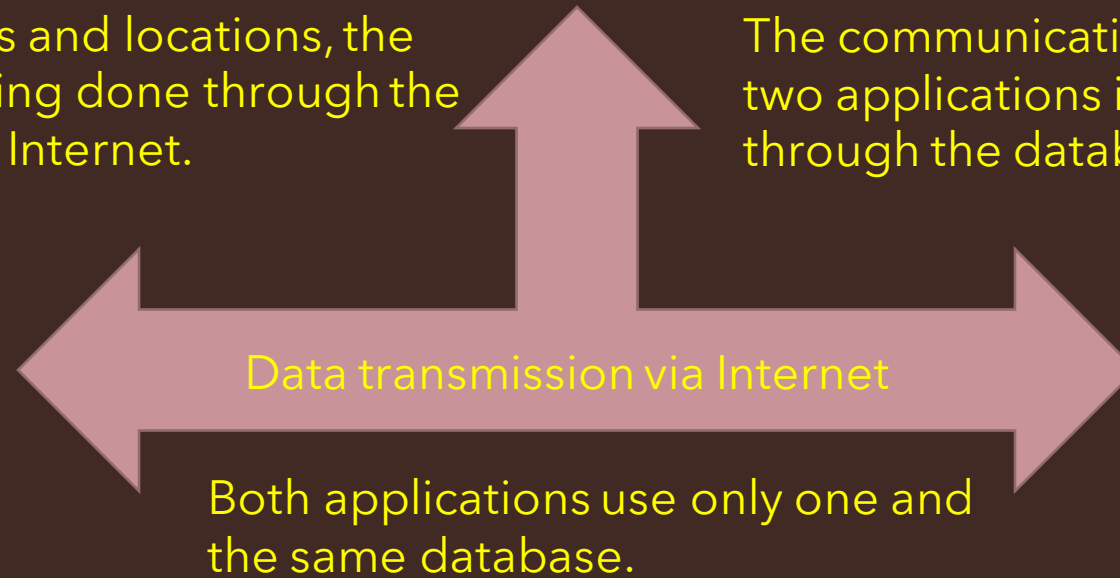 s and locations, the
ing done through the
Internet.
The communicati
two applications i
through the datab
Data transmission via Internet
Both applications use only one and
the same database.